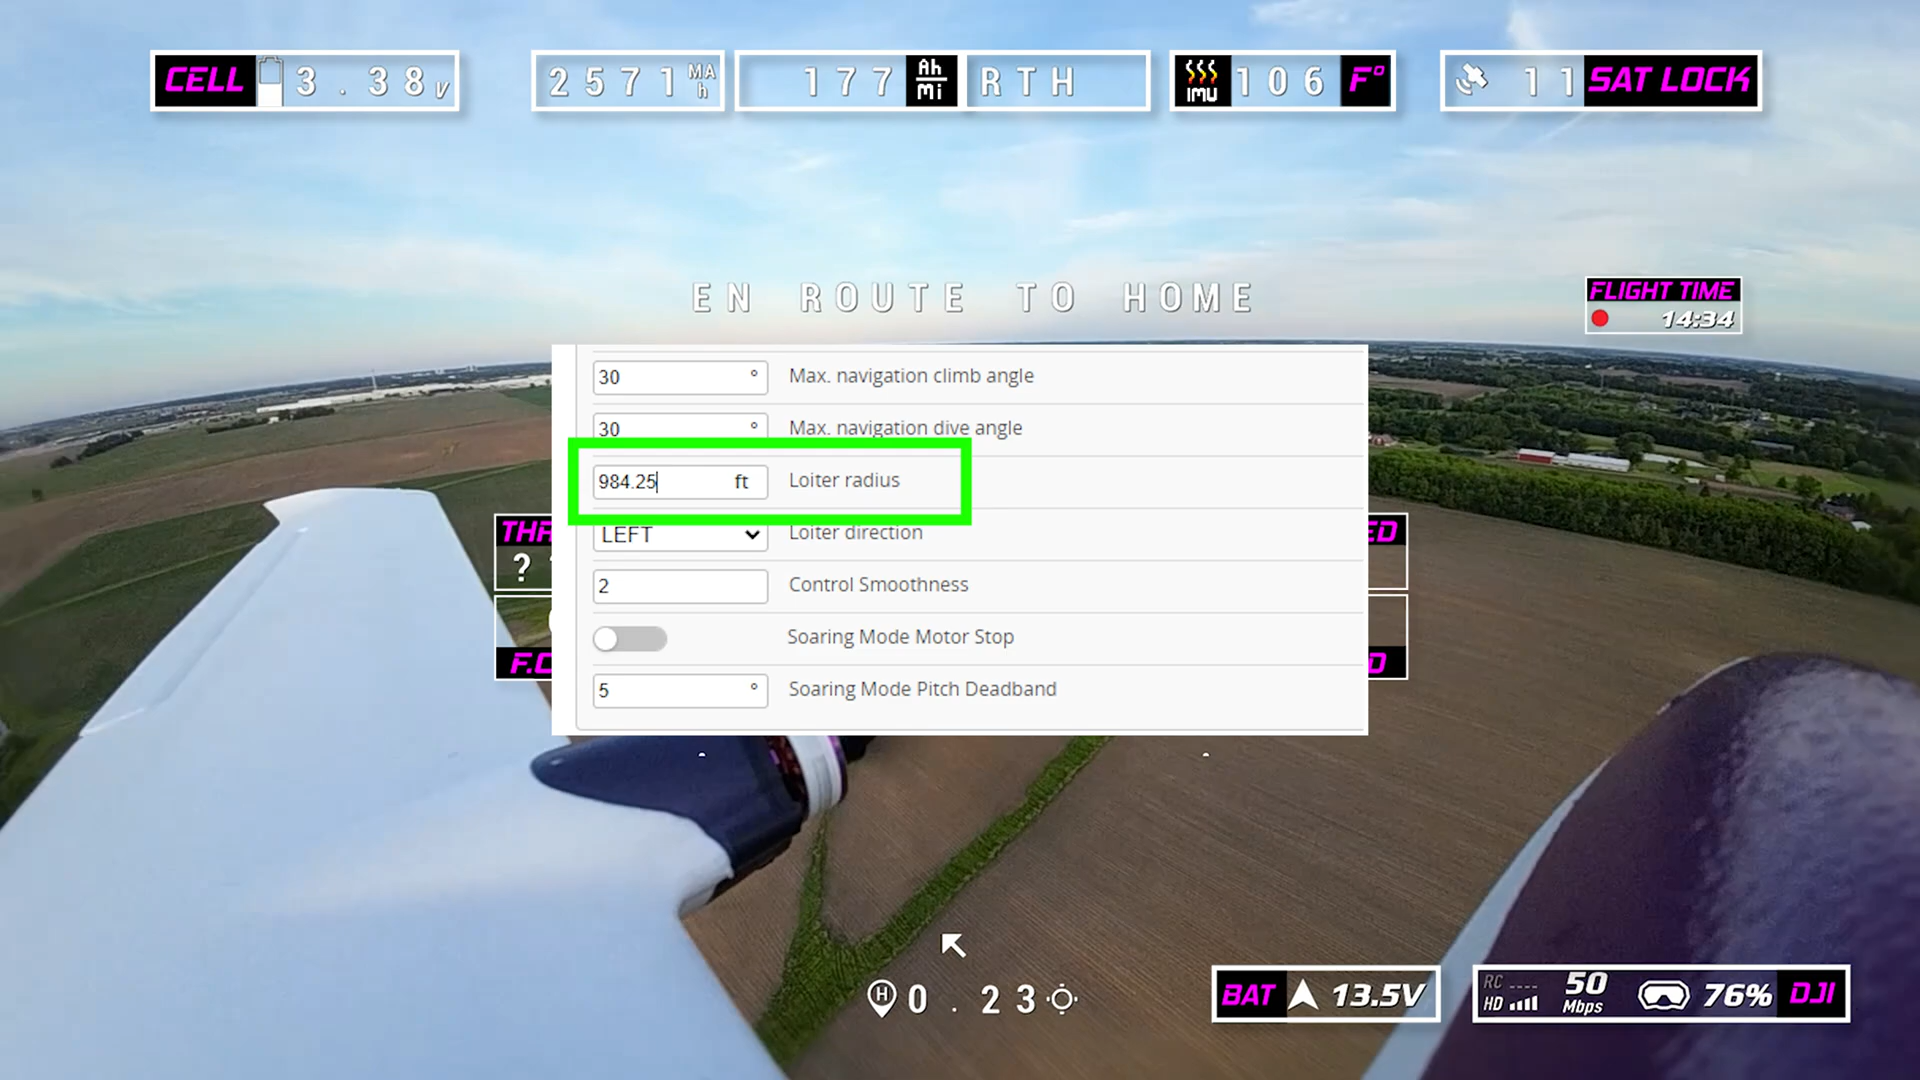 CELL 3.38V
2571 MAh
177 Ah Mi
RTH
IMU 106 F°
11 SAT LOCK
EN ROUTE TO HOME
FLIGHT TIME
14:34
30 ° Max. navigation climb angle
30 ° Max. navigation dive angle
984.25 ft Loiter radius
LEFT Loiter direction
2 Control Smoothness
Soaring Mode Motor Stop
5 ° Soaring Mode Pitch Deadband
?
H 0.23
BAT 13.5V
RC ----
HD
50
Mbps
76% DJI